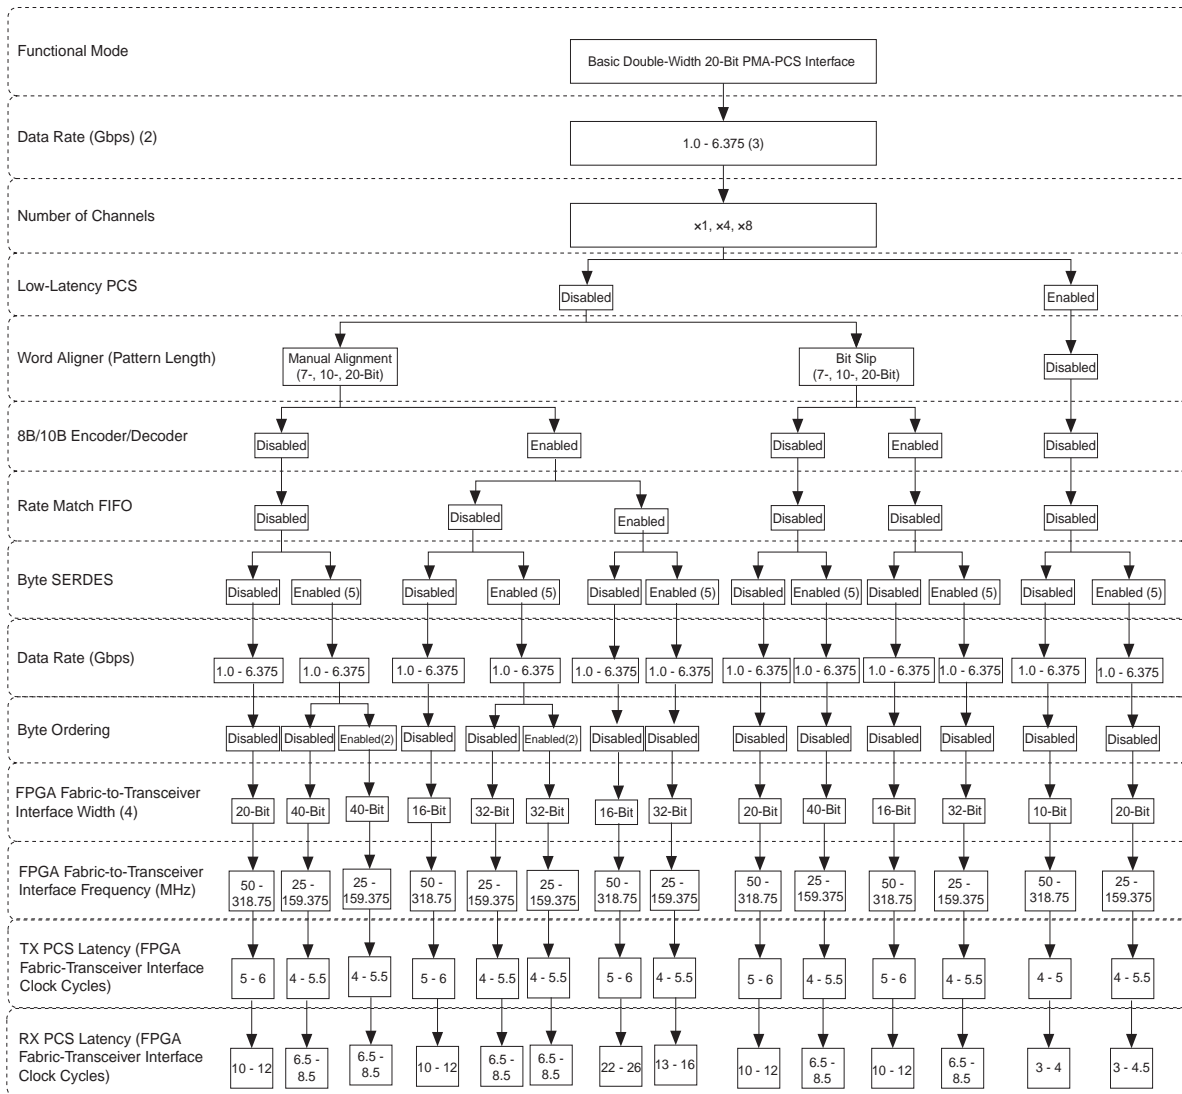 Functional Mode
Basic Double-Width 20-Bit PMA-PCS Interface
Data Rate (Gbps) (2)
1.0 - 6.375 (3)
Number of Channels
×1, ×4, ×8
Low-Latency PCS
Disabled Enabled
Word Aligner (Pattern Length)
Manual Alignment
(7-, 10-, 20-Bit)
Bit Slip
(7-, 10-, 20-Bit)
Disabled
8B/10B Encoder/Decoder
Disabled Enabled Disabled Enabled Disabled
Rate Match FIFO
Disabled Disabled Enabled Disabled Disabled Disabled
Byte SERDES
Disabled Enabled (5) Disabled Enabled (5) Disabled Enabled (5) Disabled Enabled (5) Disabled Enabled (5) Disabled Enabled (5)
Data Rate (Gbps)
1.0 - 6.375 1.0 - 6.375 1.0 - 6.375 1.0 - 6.375 1.0 - 6.375 1.0 - 6.375 1.0 - 6.375 1.0 - 6.375 1.0 - 6.375 1.0 - 6.375 1.0 - 6.375 1.0 - 6.375
Byte Ordering
Disabled Disabled Enabled(2) Disabled Disabled Enabled(2) Disabled Disabled Disabled Disabled Disabled Disabled Disabled Disabled
FPGA Fabric-to-Transceiver
Interface Width (4)
20-Bit 40-Bit 40-Bit 16-Bit 32-Bit 32-Bit 16-Bit 32-Bit 20-Bit 40-Bit 16-Bit 32-Bit 10-Bit 20-Bit
FPGA Fabric-to-Transceiver
Interface Frequency (MHz)
50 - 25 - 25 - 50 - 25 - 25 - 50 - 25 - 50 - 25 - 50 - 25 - 50 - 25 -
318.75 159.375 159.375 318.75 159.375 159.375 318.75 159.375 318.75 159.375 318.75 159.375 318.75 159.375
TX PCS Latency (FPGA
Fabric-Transceiver Interface
Clock Cycles)
5 - 6 4 - 5.5 4 - 5.5 5 - 6 4 - 5.5 4 - 5.5 5 - 6 4 - 5.5 5 - 6 4 - 5.5 5 - 6 4 - 5.5 4 - 5 4 - 5.5
RX PCS Latency (FPGA
Fabric-Transceiver Interface
Clock Cycles)
10 - 12 6.5 - 8.5 6.5 - 8.5 10 - 12 6.5 - 8.5 6.5 - 8.5 22 - 26 13 - 16 10 - 12 6.5 - 8.5 10 - 12 6.5 - 8.5 3 - 4 3 - 4.5